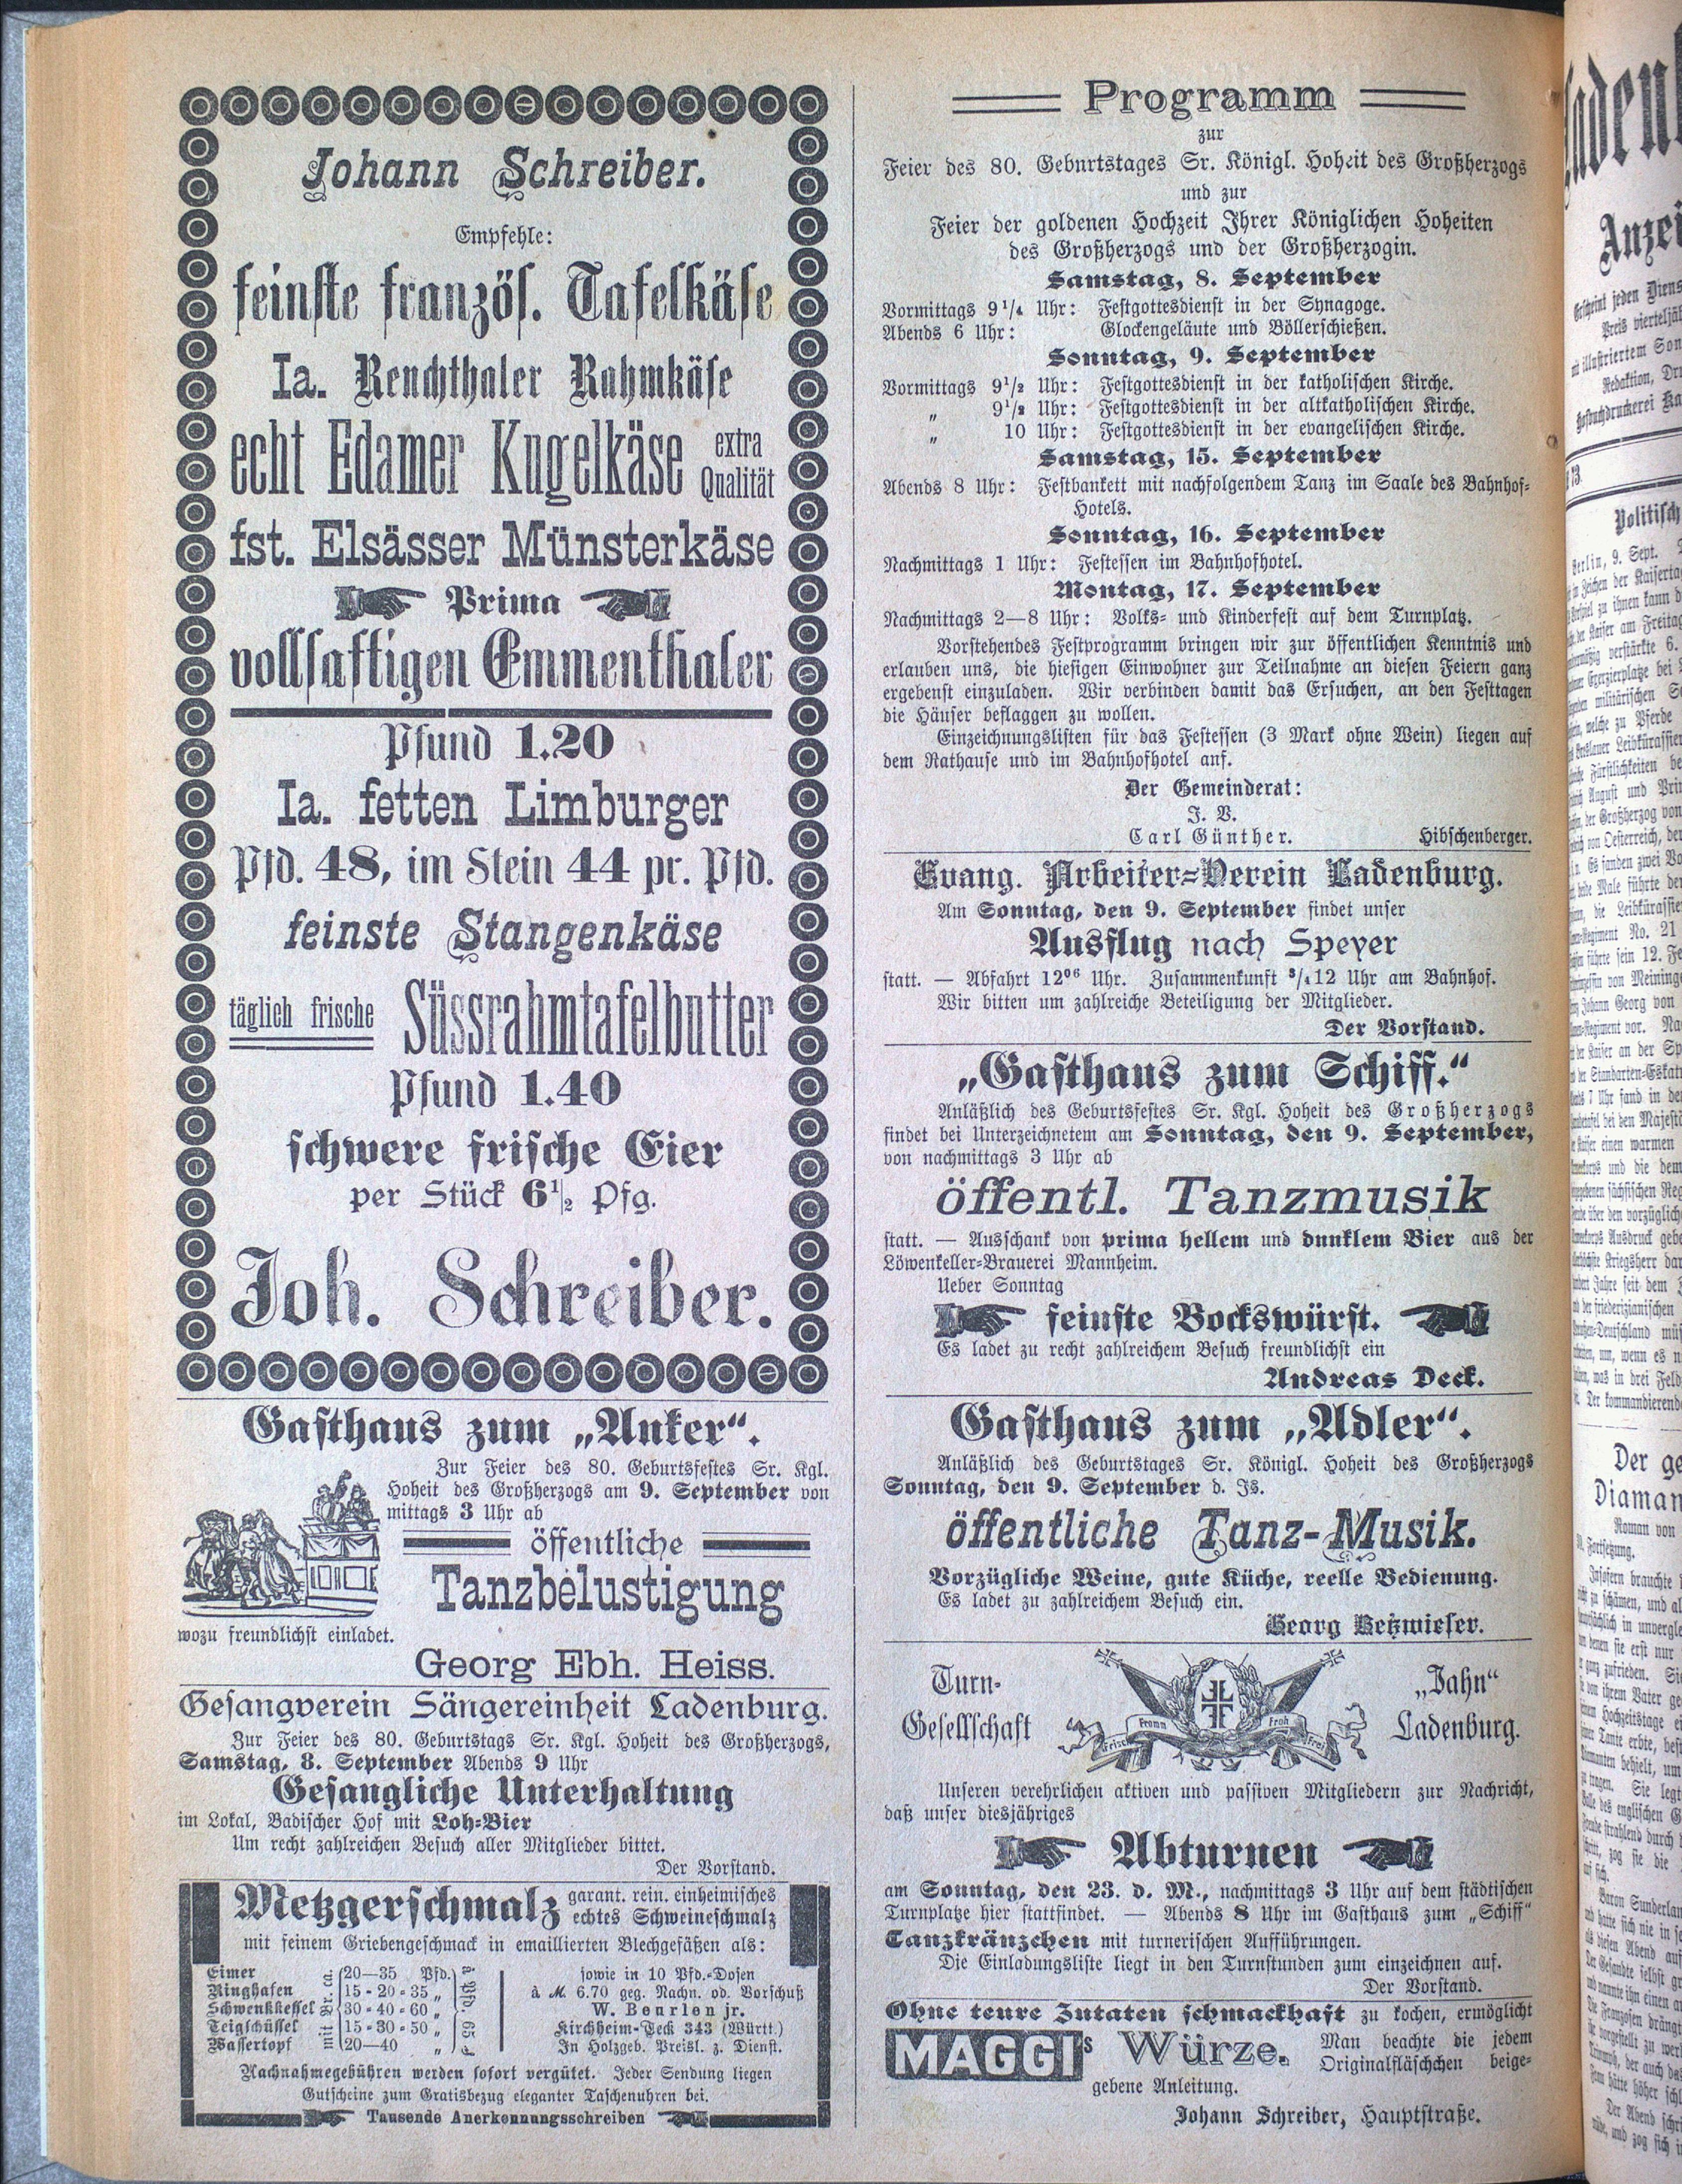 Johann Schreiber.
Empfehle:
feinste französ. Tafelkäse
Ia. Renchthaler Rahmkäse
echt Edamer Kugelkäse extra Qualität
fst. Elsässer Münsterkäse
Prima
vollsaftigen Emmenthaler
Pfund 1.20
Ia. fetten Limburger
Pfd. 48, im Stein 44 pr. Pfd.
feinste Stangenkäse
täglich frische Süssrahmtafelbutter
Pfund 1.40
schwere frische Eier
per Stück 6½ Pfg.
Joh. Schreiber.
Gasthaus zum „Anker“.
Zur Feier des 80. Geburtsfestes Sr. Kgl.
Hoheit des Großherzogs am 9. September von
mittags 3 Uhr ab
öffentliche
Tanzbelustigung
wozu freundlichst einladet.
Georg Ebh. Heiss.
Gesangverein Sängereinheit Ladenburg.
Zur Feier des 80. Geburtstags Sr. Kgl. Hoheit des Großherzogs,
Samstag, 8. September Abends 9 Uhr
Gesangliche Unterhaltung
im Lokal, Badischer Hof mit Loh-Bier
Um recht zahlreichen Besuch aller Mitglieder bittet.
Der Vorstand.
Metzgerschmalz garant. rein. einheimisches
echtes Schweineschmalz
mit feinem Griebengeschmack in emaillierten Blechgefäßen als:
Eimer 20—35 Pfd.
Ringhafen 15-20-35 „
Schwenkkessel 30-40-60 „
Teigschüssel 15-30-50 „
Wassertopf 20—40 „
sowie in 10 Pfd.-Dosen
à M. 6.70 geg. Nachn. od. Vorschuß
W. Beurlen jr.
Kirchheim-Teck 343 (Württ.)
In Holzgeb. Preisl. z. Dienst.
Nachnahmegebühren werden sofort vergütet. Jeder Sendung liegen
Gutscheine zum Gratisbezug eleganter Taschenuhren bei.
Tausende Anerkennungsschreiben
Programm
zur
Feier des 80. Geburtstages Sr. Königl. Hoheit des Großherzogs
und zur
Feier der goldenen Hochzeit Ihrer Königlichen Hoheiten
des Großherzogs und der Großherzogin.
Samstag, 8. September
Vormittags 9¼ Uhr: Festgottesdienst in der Synagoge.
Abends 6 Uhr: Glockengeläute und Böllerschießen.
Sonntag, 9. September
Vormittags 9½ Uhr: Festgottesdienst in der katholischen Kirche.
„ 9½ Uhr: Festgottesdienst in der altkatholischen Kirche.
„ 10 Uhr: Festgottesdienst in der evangelischen Kirche.
Samstag, 15. September
Abends 8 Uhr: Festbankett mit nachfolgendem Tanz im Saale des Bahnhof-
Hotels.
Sonntag, 16. September
Nachmittags 1 Uhr: Festessen im Bahnhofhotel.
Montag, 17. September
Nachmittags 2—8 Uhr: Volks- und Kinderfest auf dem Turnplatz.
Vorstehendes Festprogramm bringen wir zur öffentlichen Kenntnis und
erlauben uns, die hiesigen Einwohner zur Teilnahme an diesen Feiern ganz
ergebenst einzuladen. Wir verbinden damit das Ersuchen, an den Festtagen
die Häuser beflaggen zu wollen.
Einzeichnungslisten für das Festessen (3 Mark ohne Wein) liegen auf
dem Rathause und im Bahnhofhotel auf.
Der Gemeinderat:
J. V.
Carl Günther. Hibschenberger.
Evang. Arbeiter-Verein Ladenburg.
Am Sonntag, den 9. September findet unser
Ausflug nach Speyer
statt. — Abfahrt 12⁰⁶ Uhr. Zusammenkunft ¾12 Uhr am Bahnhof.
Wir bitten um zahlreiche Beteiligung der Mitglieder.
Der Vorstand.
„Gasthaus zum Schiff.“
Anläßlich des Geburtsfestes Sr. Kgl. Hoheit des Großherzogs
findet bei Unterzeichnetem am Sonntag, den 9. September,
von nachmittags 3 Uhr ab
öffentl. Tanzmusik
statt. — Ausschank von prima hellem und dunklem Bier aus der
Löwenkeller-Brauerei Mannheim.
Ueber Sonntag
feinste Bockswürst.
Es ladet zu recht zahlreichem Besuch freundlichst ein
Andreas Deck.
Gasthaus zum „Adler“.
Anläßlich des Geburtstages Sr. Königl. Hoheit des Großherzogs
Sonntag, den 9. September d. Js.
öffentliche Tanz-Musik.
Vorzügliche Weine, gute Küche, reelle Bedienung.
Es ladet zu zahlreichem Besuch ein.
Georg Betzwieser.
Turn- „Jahn“
Gesellschaft Ladenburg.
Frisch Fromm Froh Frei
Unseren verehrlichen aktiven und passiven Mitgliedern zur Nachricht,
daß unser diesjähriges
Abturnen
am Sonntag, den 23. d. M., nachmittags 3 Uhr auf dem städtischen
Turnplatze hier stattfindet. — Abends 8 Uhr im Gasthaus zum „Schiff“
Tanzkränzchen mit turnerischen Aufführungen.
Die Einladungsliste liegt in den Turnstunden zum einzeichnen auf.
Der Vorstand.
Ohne teure Zutaten schmackhaft zu kochen, ermöglicht
MAGGIs Würze. Man beachte die jedem
Originalfläschchen beige-
gebene Anleitung.
Johann Schreiber, Hauptstraße.